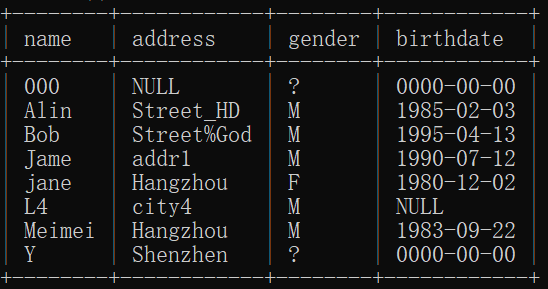 name address gender birthdate
000 NULL ? 0000-00-00
Alin Street_HD M 1985-02-03
Bob Street%God M 1995-04-13
Jame addr1 M 1990-07-12
jane Hangzhou F 1980-12-02
L4 city4 M NULL
Meimei Hangzhou M 1983-09-22
Y Shenzhen ? 0000-00-00